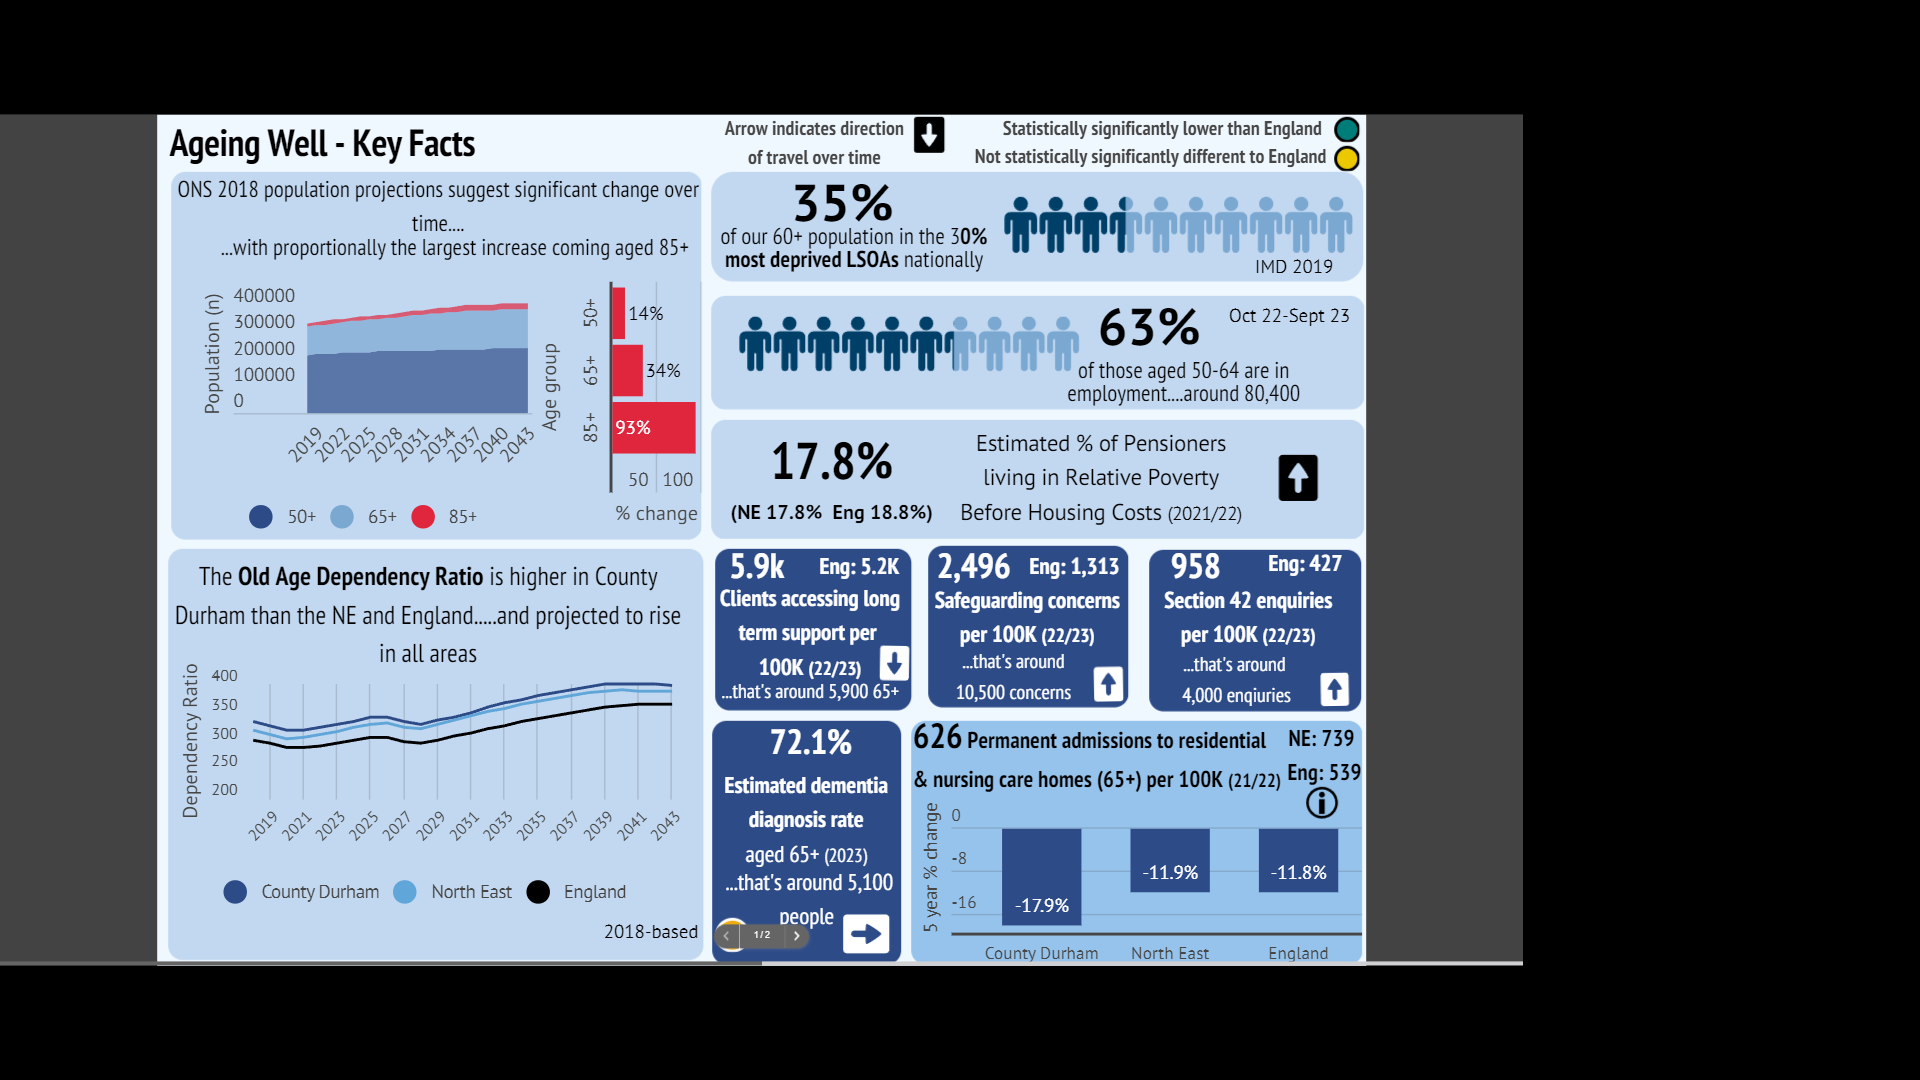 Ageing Well - Key Facts
Arrow indicates direction
of travel over time
Statistically significantly lower than England
Not statistically significantly different to England
ONS 2018 population projections suggest significant change over
time....
...with proportionally the largest increase coming aged 85+
Population (n)
400000
300000
200000
100000
0
2019
2022
2025
2028
2031
2034
2037
2040
2043
50+
65+
85+
Age group
50+
65+
85+
14%
34%
93%
50
100
% change
35%
of our 60+ population in the 30%
most deprived LSOAs nationally
IMD 2019
63%
Oct 22-Sept 23
of those aged 50-64 are in
employment....around 80,400
17.8%
(NE 17.8% Eng 18.8%)
Estimated % of Pensioners
living in Relative Poverty
Before Housing Costs (2021/22)
The Old Age Dependency Ratio is higher in County
Durham than the NE and England.....and projected to rise
in all areas
Dependency Ratio
400
350
300
250
200
2019
2021
2023
2025
2027
2029
2031
2033
2035
2037
2039
2041
2043
County Durham
North East
England
2018-based
5.9k Eng: 5.2K
Clients accessing long
term support per
100K (22/23)
...that's around 5,900 65+
2,496 Eng: 1,313
Safeguarding concerns
per 100K (22/23)
...that's around
10,500 concerns
958 Eng: 427
Section 42 enquiries
per 100K (22/23)
...that's around
4,000 enqiuries
72.1%
Estimated dementia
diagnosis rate
aged 65+ (2023)
...that's around 5,100
people
1/2
626 Permanent admissions to residential
& nursing care homes (65+) per 100K (21/22)
NE: 739
Eng: 539
5 year % change
0
-8
-16
-17.9%
-11.9%
-11.8%
County Durham
North East
England